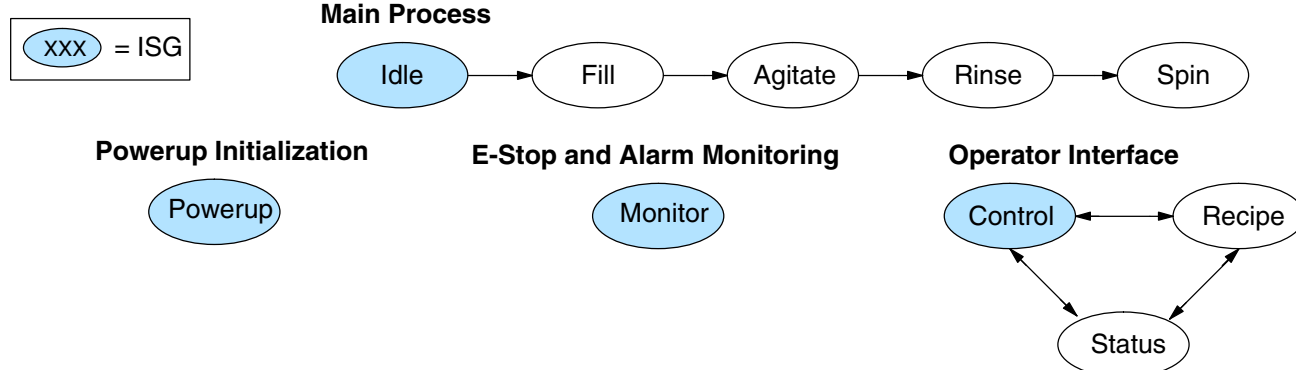 Main Process
xxx = ISG
Idle Fill Agitate Rinse Spin
Powerup Initialization E-Stop and Alarm Monitoring Operator Interface
Powerup Monitor Control Recipe
Status